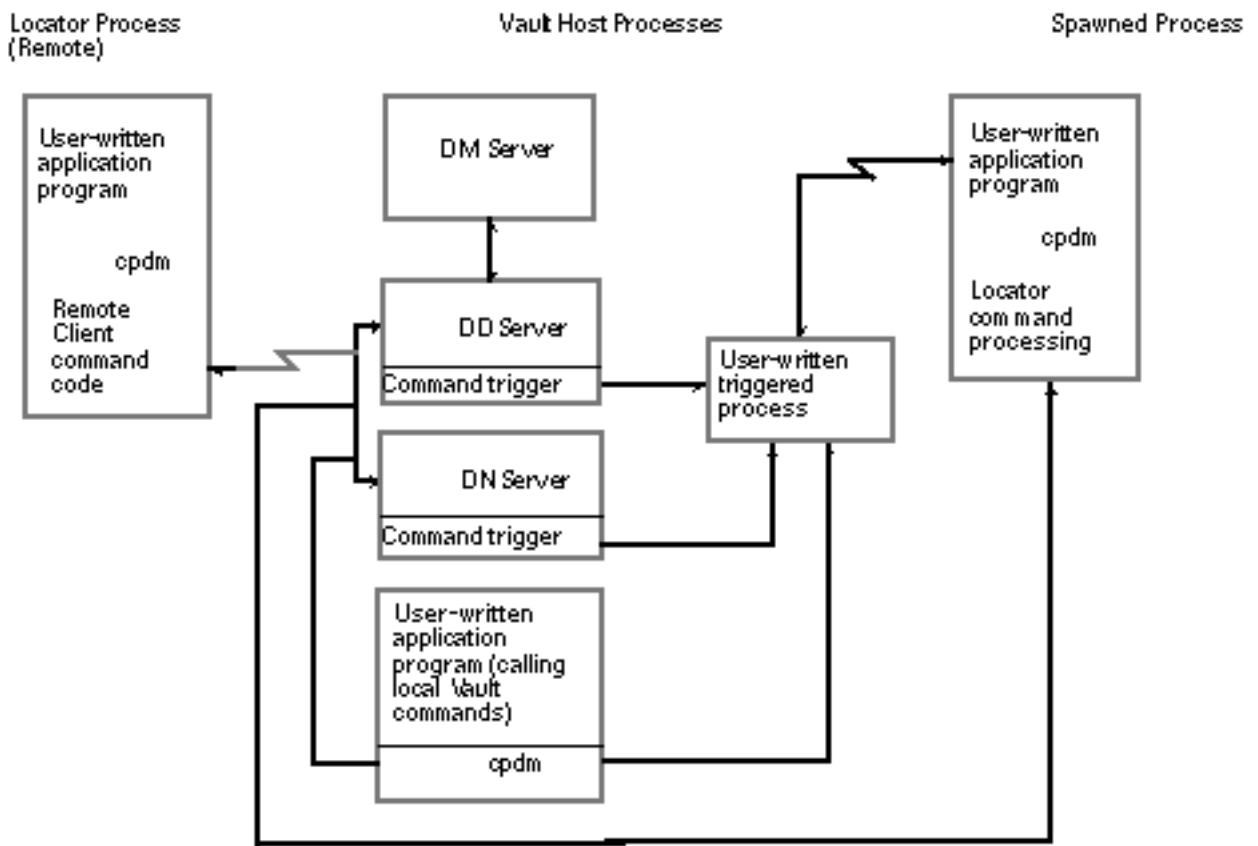 Locator Process
(Remote)
Vault Host Processes
Spawned Process
User-written
application
program
cpdm
Remote
Client
command
code
DM Server
DD Server
Command trigger
DN Server
Command trigger
User-written
application
program (calling
local Vault
commands)
cpdm
User-written
triggered
process
User-written
application
program
cpdm
Locator
command
processing